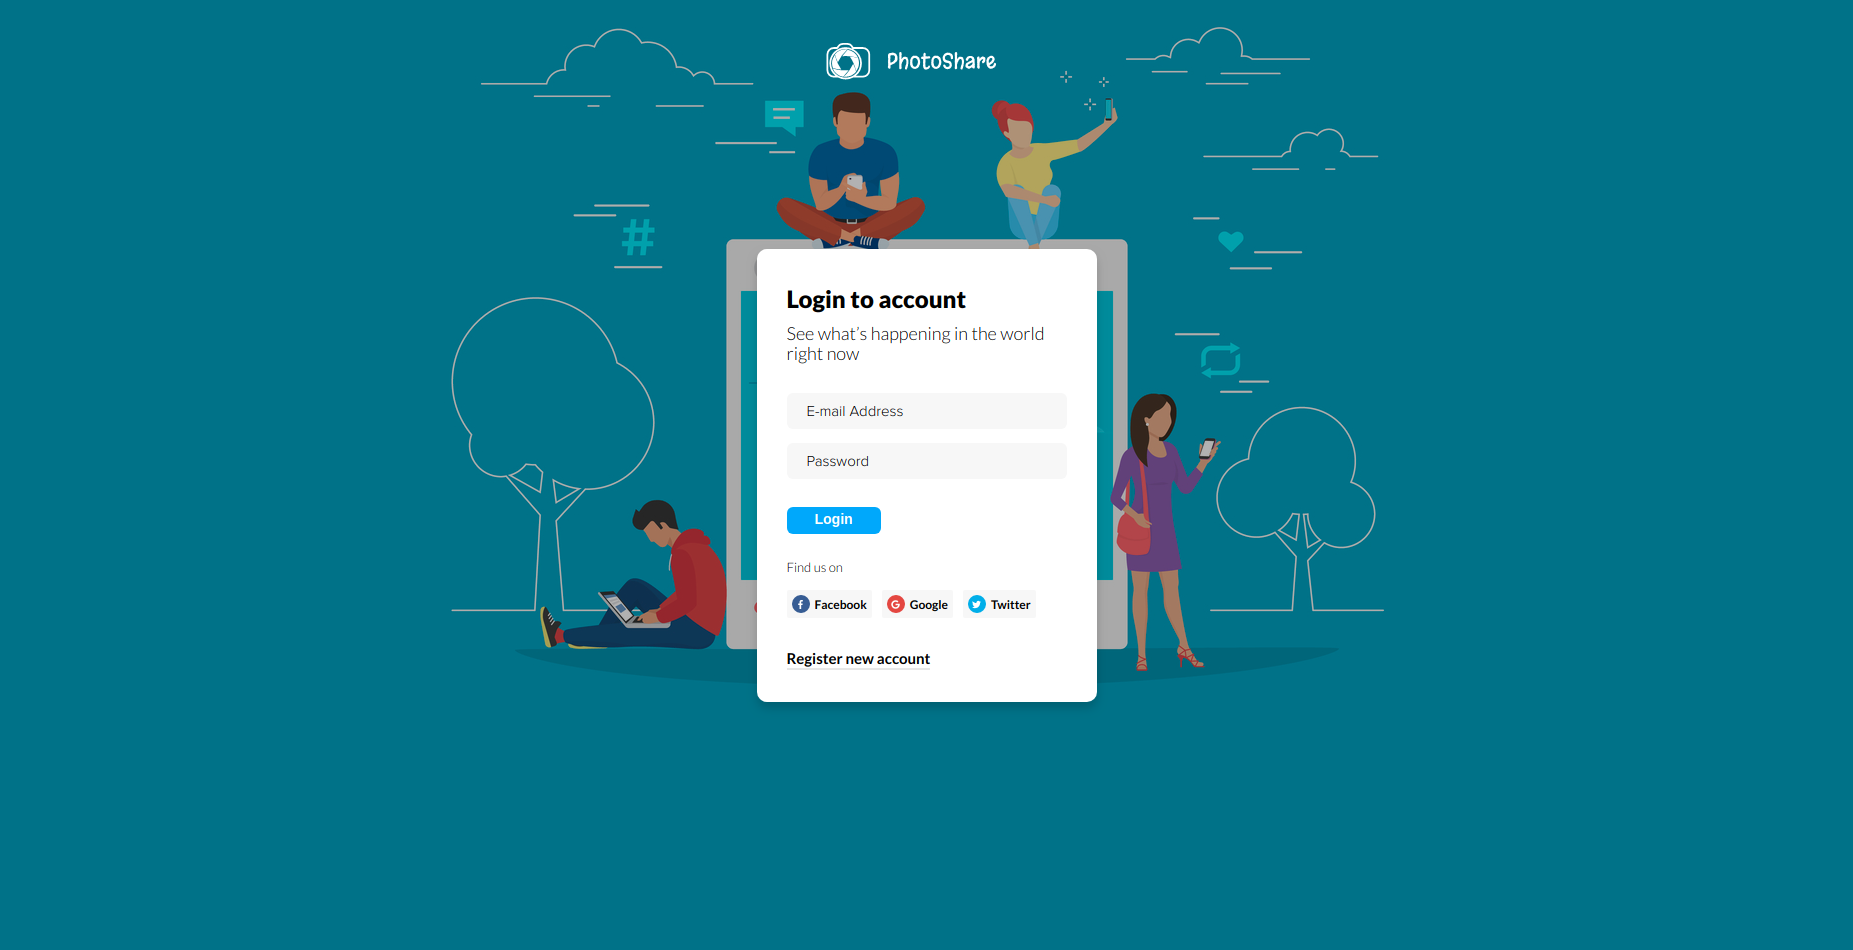 PhotoShare
Login to account
See what's happening in the world
right now
E-mail Address
Password
Login
Find us on
Facebook
Google
Twitter
Register new account